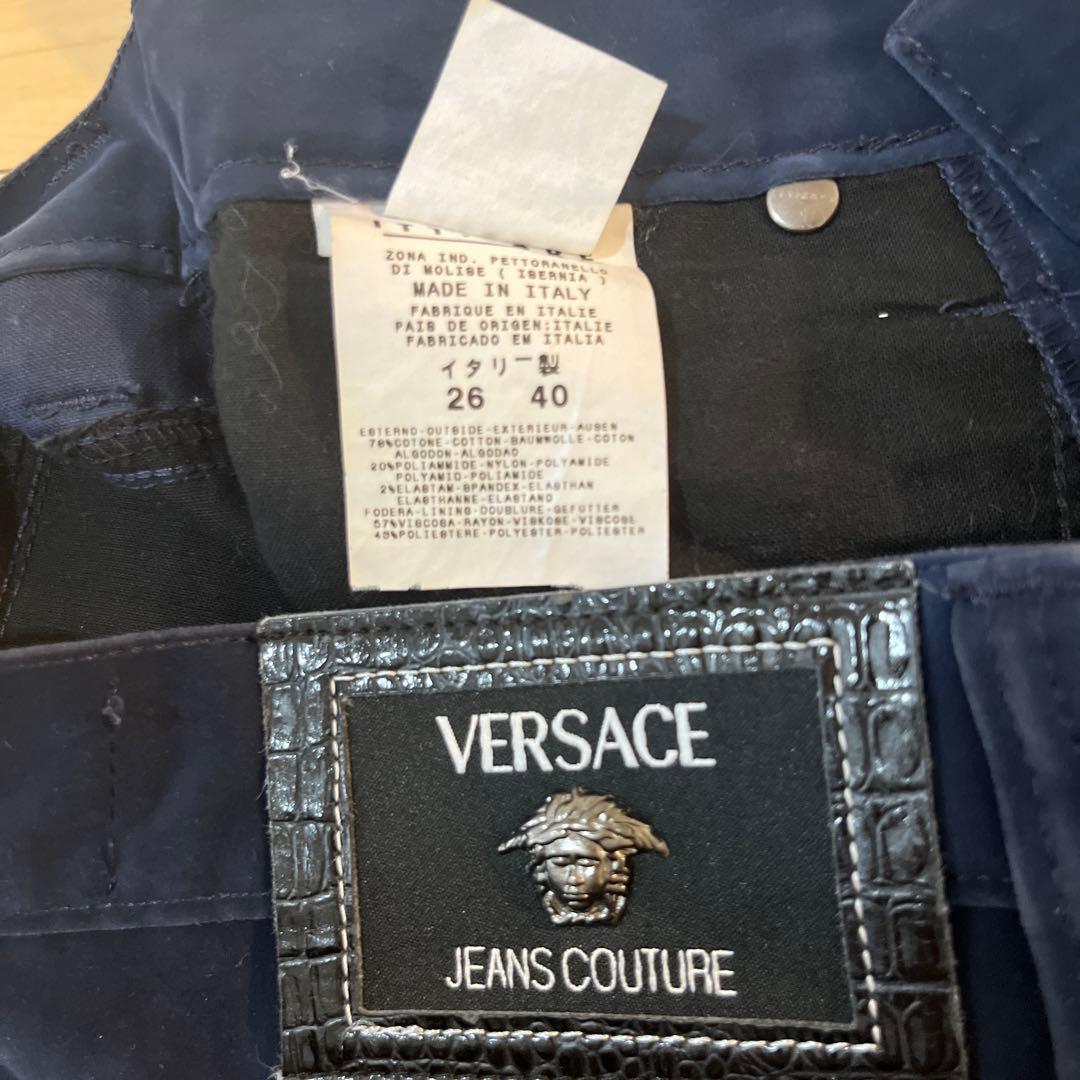 ZONA IND. PETTORANELLO
DI MOLISE ( ISERNIA )
MADE IN ITALY
FABRIQUE EN ITALIE
PAIS DE ORIGEN:ITALIE
FABRICADO EM ITALIA
イタリー製
26 40
ESTERNO-OUTSIDE-EXTERIEUR-AUSEN
78%COTONE-COTTON-BAUMWOLLE-COTON
ALGODON-ALGODAO
20%POLIAMMIDE-NYLON-POLYAMIDE
POLYAMID-POLIAMIDE
2%ELASTAM-SPANDEX-ELASTHAN
ELASTHANNE-ELASTANO
FODERA-LINING-DOUBLURE-GEFUTTER
57%VISCOSA-RAYON-VISKOSE-VISCOSE
43%POLIESTERE-POLYESTER-POLIESTER
VERSACE
JEANS COUTURE